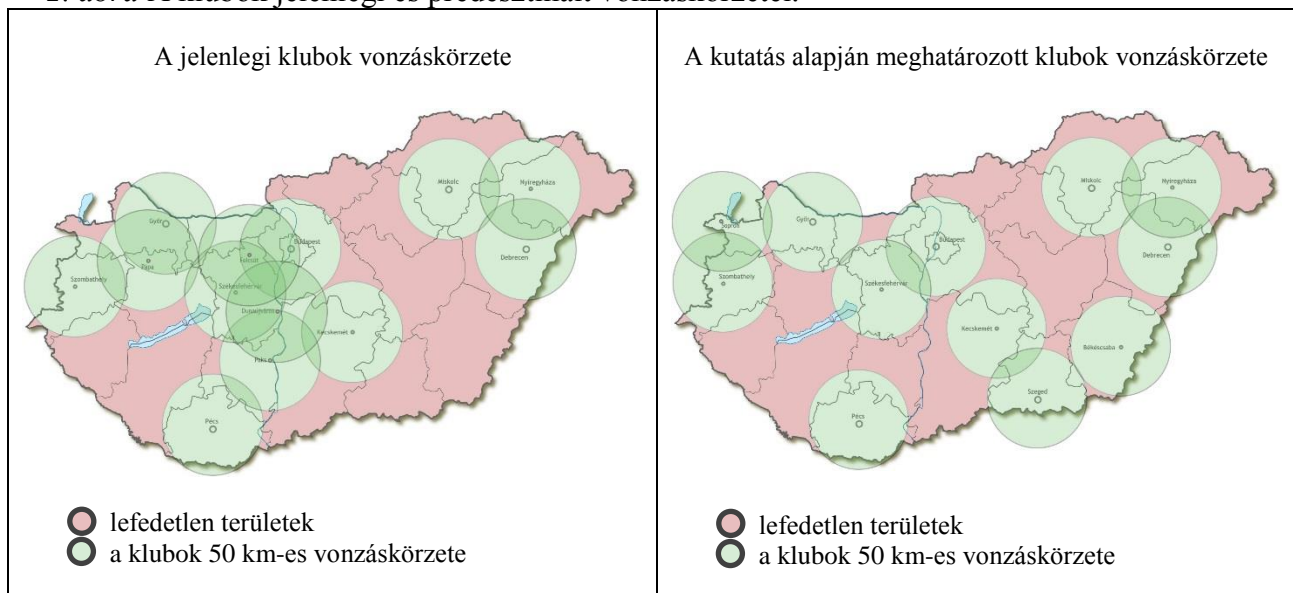 A jelenlegi klubok vonzáskörzete
Győr
Budapest
Miskolc
Nyíregyháza
Debrecen
Szombathely
Pápa
Székesfehérvár
Kecskemét
Paks
Pécs
lefedetlen területek
a klubok 50 km-es vonzáskörzete
A kutatás alapján meghatározott klubok vonzáskörzete
Miskolc
Nyíregyháza
Sopron
Győr
Budapest
Debrecen
Szombathely
Székesfehérvár
Kecskemét
Békéscsaba
Szeged
Pécs
lefedetlen területek
a klubok 50 km-es vonzáskörzete